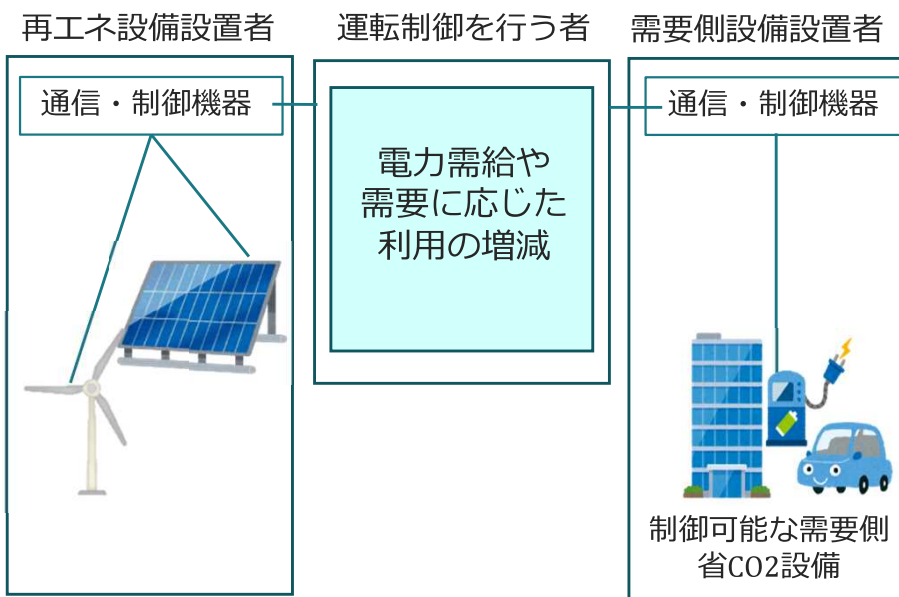 再エネ設備設置者
運転制御を行う者
需要側設備設置者
通信・制御機器
電力需給や
需要に応じた
利用の増減
通信・制御機器
制御可能な需要側
省CO2設備